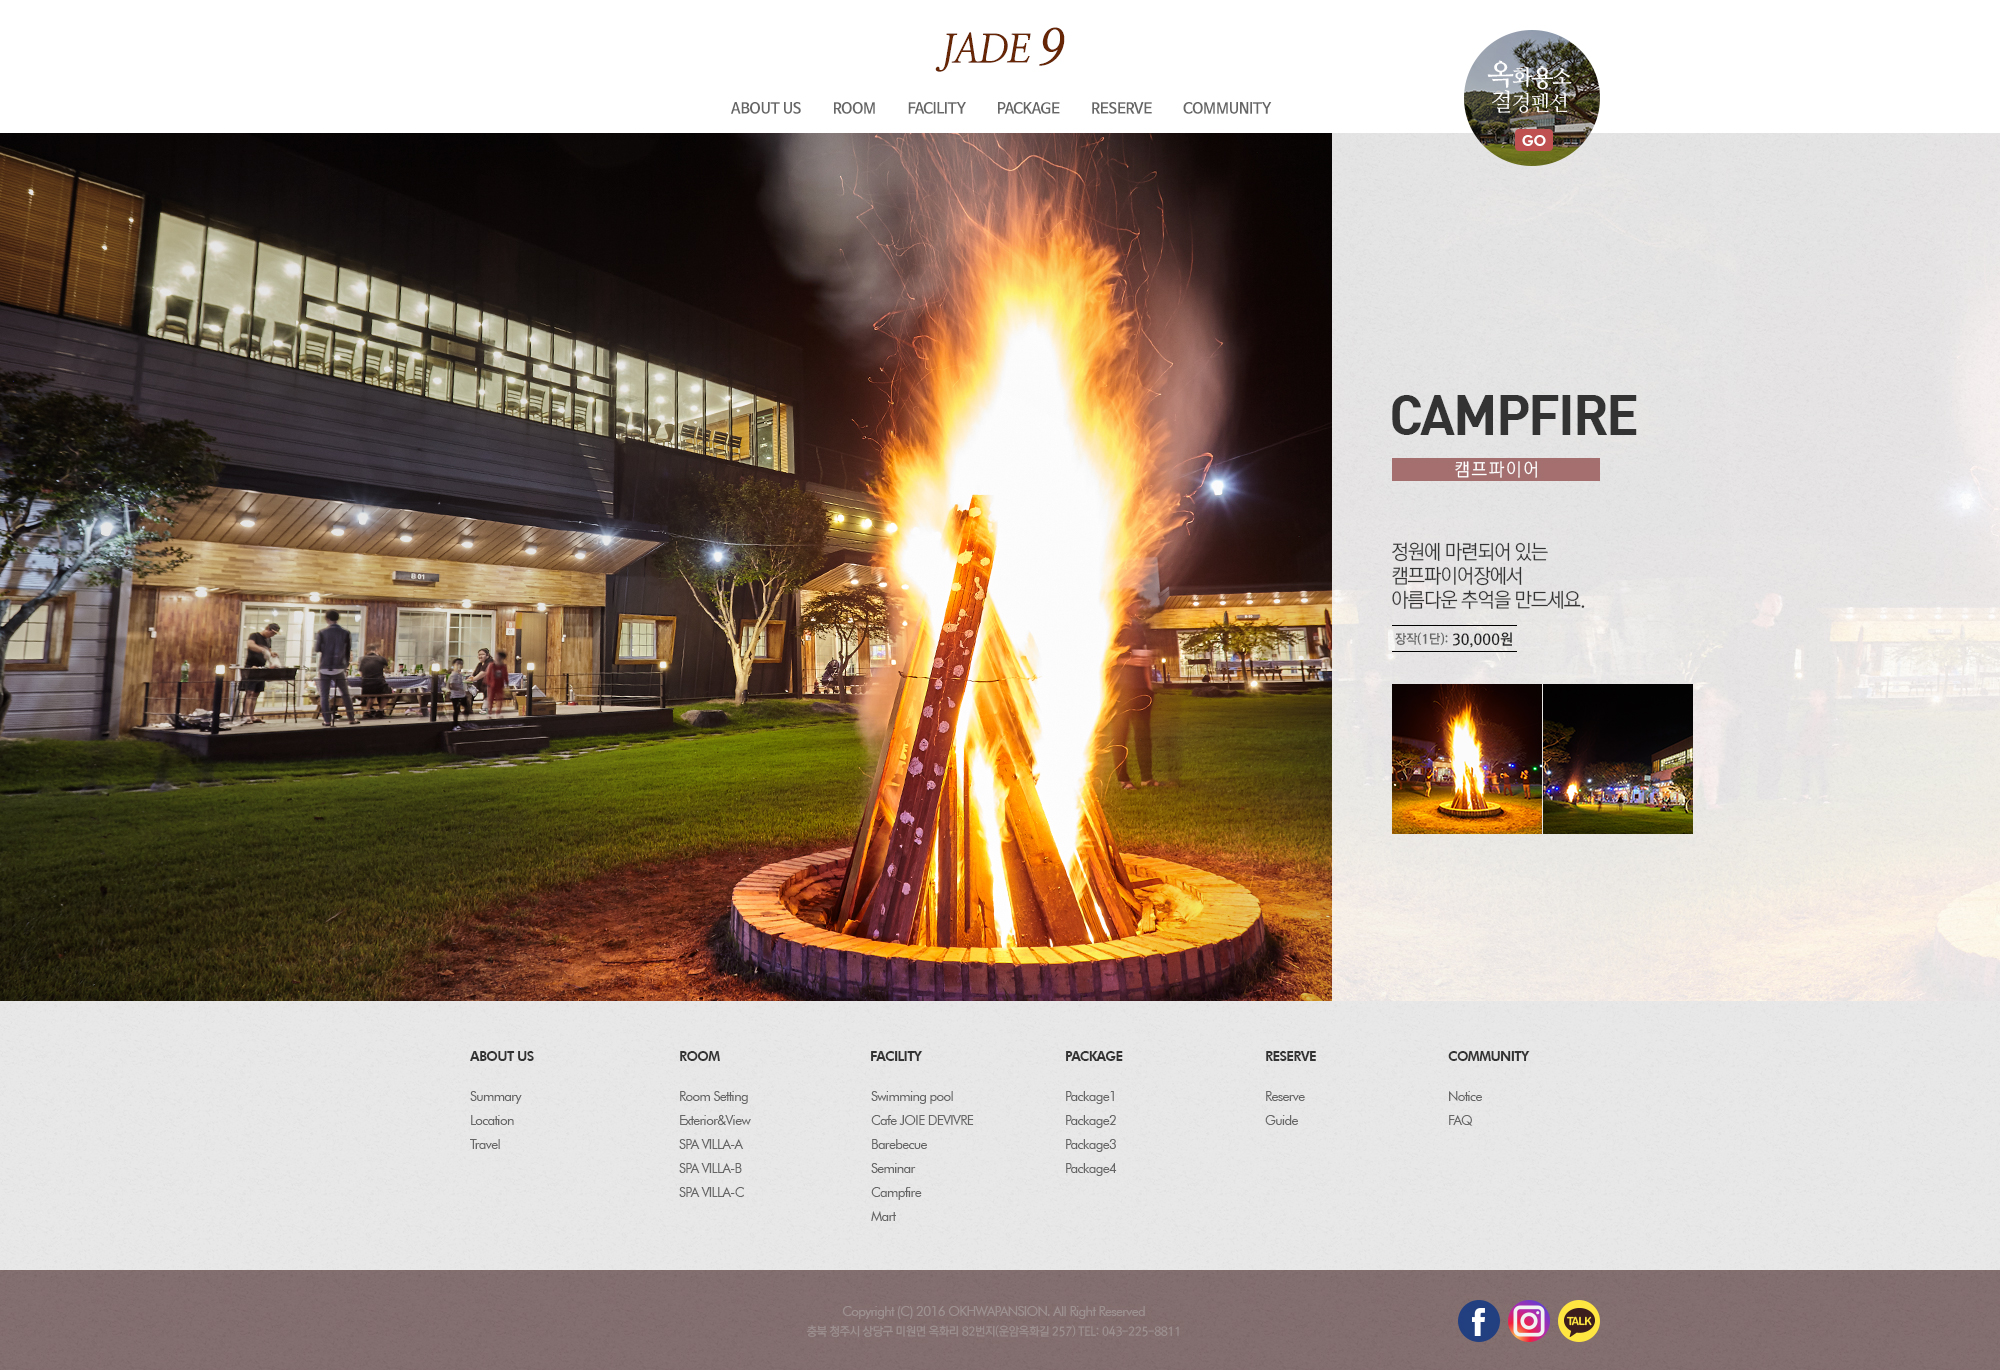 JADE 9
옥화용소
절경펜션
GO
ABOUT US ROOM FACILITY PACKAGE RESERVE COMMUNITY
B 01
CAMPFIRE
캠프파이어
정원에 마련되어 있는
캠프파이어장에서
아름다운 추억을 만드세요.
장작(1단): 30,000원
ABOUT US
Summary
Location
Travel
ROOM
Room Setting
Exterior&View
SPA VILLA-A
SPA VILLA-B
SPA VILLA-C
FACILITY
Swimming pool
Cafe JOIE DEVIVRE
Barebecue
Seminar
Campfire
Mart
PACKAGE
Package1
Package2
Package3
Package4
RESERVE
Reserve
Guide
COMMUNITY
Notice
FAQ
Copyright (C) 2016 OKHWAPANSION. All Right Reserved
충북 청주시 상당구 미원면 옥화리 82번지(운암옥화길 257) TEL: 043-225-8811
f
TALK